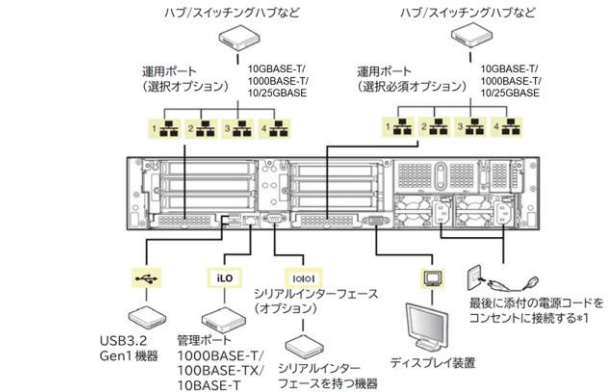 ハブ/スイッチングハブなど
ハブ/スイッチングハブなど
運用ポート
（選択オプション）
10GBASE-T/
1000BASE-T/
10/25GBASE
運用ポート
（選択必須オプション）
10GBASE-T/
1000BASE-T/
10/25GBASE
1 2 3 4
1 2 3 4
iLO
IOIOI
シリアルインターフェース
（オプション）
USB3.2
Gen1機器
管理ポート
1000BASE-T/
100BASE-TX/
10BASE-T
シリアルインター
フェースを持つ機器
ディスプレイ装置
最後に添付の電源コードを
コンセントに接続する*1